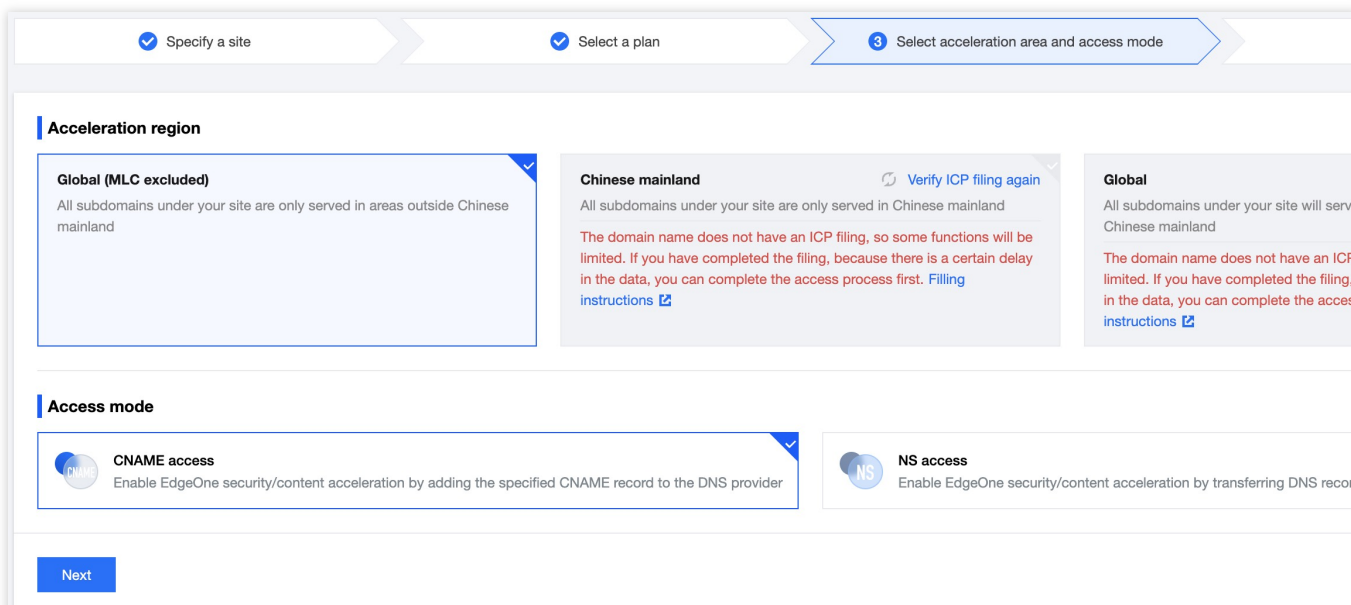 Specify a site
Select a plan
3 Select acceleration area and access mode
Acceleration region
Global (MLC excluded)
All subdomains under your site are only served in areas outside Chinese
mainland
Chinese mainland
Verify ICP filing again
All subdomains under your site are only served in Chinese mainland
The domain name does not have an ICP filing, so some functions will be
limited. If you have completed the filing, because there is a certain delay
in the data, you can complete the access process first. Filling
instructions
Global
All subdomains under your site will
Chinese mainland
The domain name does not have an
limited. If you have completed the filing,
in the data, you can complete the
instructions
Access mode
CNAME
CNAME access
Enable EdgeOne security/content acceleration by adding the specified CNAME record to the DNS provider
NS
NS access
Enable EdgeOne security/content acceleration by transferring DNS
Next